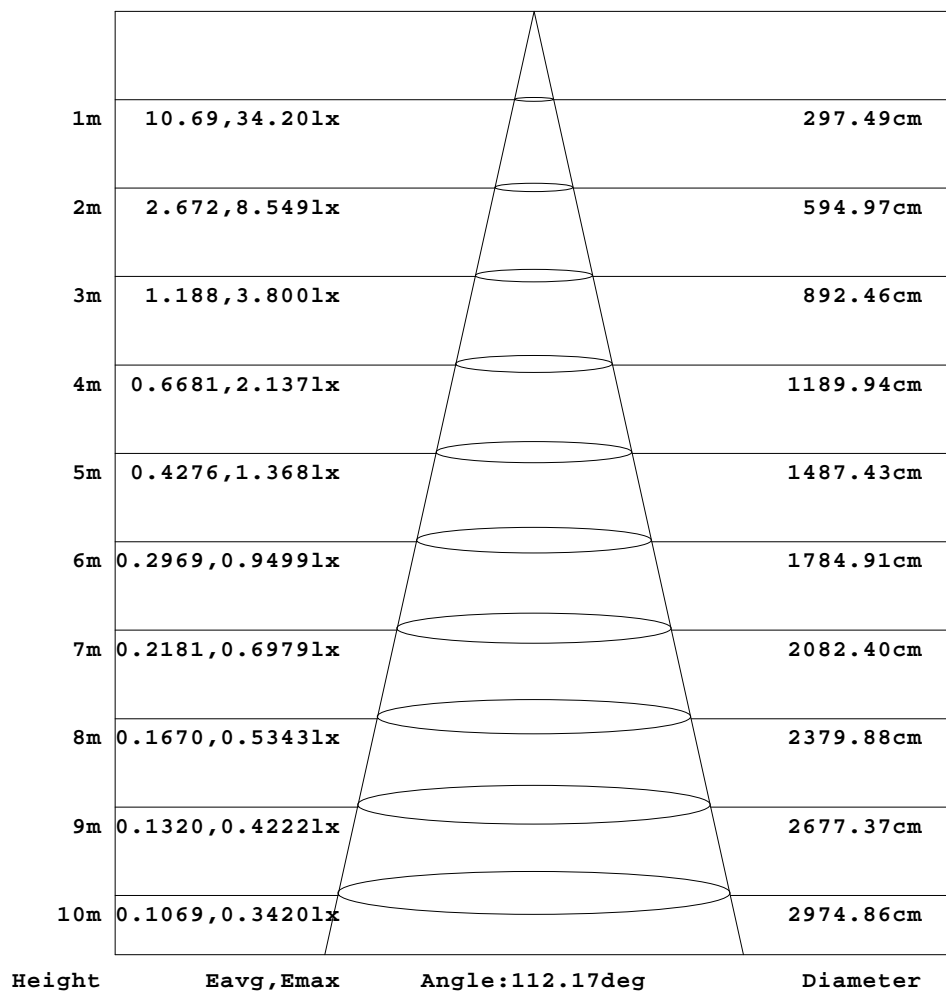 1m 10.69,34.20lx 297.49cm
2m 2.672,8.549lx 594.97cm
3m 1.188,3.800lx 892.46cm
4m 0.6681,2.137lx 1189.94cm
5m 0.4276,1.368lx 1487.43cm
6m 0.2969,0.9499lx 1784.91cm
7m 0.2181,0.6979lx 2082.40cm
8m 0.1670,0.5343lx 2379.88cm
9m 0.1320,0.4222lx 2677.37cm
10m 0.1069,0.3420lx 2974.86cm
Height Eavg,Emax Angle:112.17deg Diameter